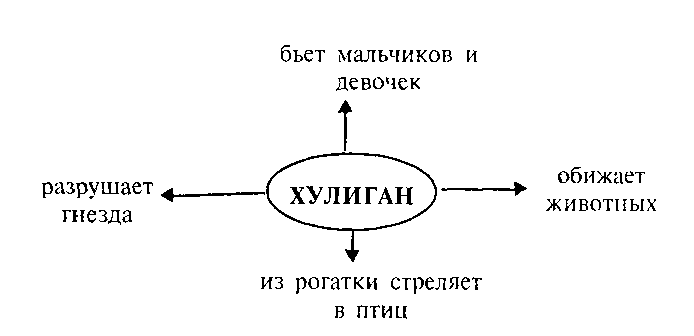 бьет мальчиков и
девочек
разрушает
гнезда
ХУЛИГАН
обижает
животных
из рогатки стреляет
в птиц